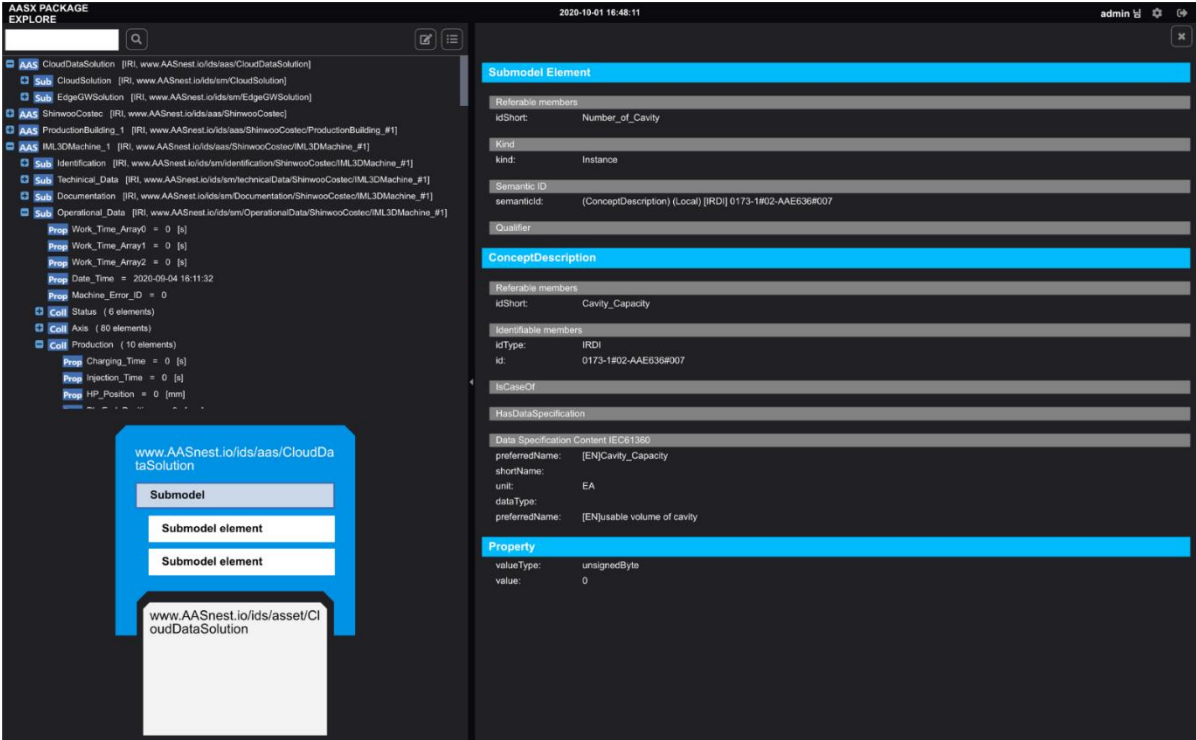 AASX PACKAGE
EXPLORE
2020-10-01 16:48:11
admin 님
AAS CloudDataSolution [IRI, www.AASnest.io/ids/aas/CloudDataSolution]
Sub CloudSolution [IRI, www.AASnest.io/ids/sm/CloudSolution]
Sub EdgeGWSolution [IRI, www.AASnest.io/ids/sm/EdgeGWSolution]
AAS ShinwooCostec [IRI, www.AASnest.io/ids/aas/ShinwooCostec]
AAS ProductionBuilding_1 [IRI, www.AASnest.io/ids/aas/ShinwooCostec/ProductionBuilding_#1]
AAS IML3DMachine_1 [IRI, www.AASnest.io/ids/aas/ShinwooCostec/IML3DMachine_#1]
Sub Identification [IRI, www.AASnest.io/ids/sm/identification/ShinwooCostec/IML3DMachine_#1]
Sub Techinical_Data [IRI, www.AASnest.io/ids/sm/technicalData/ShinwooCostec/IML3DMachine_#1]
Sub Documentation [IRI, www.AASnest.io/ids/sm/Documentation/ShinwooCostec/IML3DMachine_#1]
Sub Operational_Data [IRI, www.AASnest.io/ids/sm/OperationalData/ShinwooCostec/IML3DMachine_#1]
Prop Work_Time_Array0 = 0 [s]
Prop Work_Time_Array1 = 0 [s]
Prop Work_Time_Array2 = 0 [s]
Prop Date_Time = 2020-09-04 16:11:32
Prop Machine_Error_ID = 0
Coll Status ( 6 elements)
Coll Axis ( 80 elements)
Coll Production ( 10 elements)
Prop Charging_Time = 0 [s]
Prop Injection_Time = 0 [s]
Prop HP_Position = 0 [mm]
www.AASnest.io/ids/aas/CloudDa
taSolution
Submodel
Submodel element
Submodel element
www.AASnest.io/ids/asset/Cl
oudDataSolution
Submodel Element
Referable members
idShort: Number_of_Cavity
Kind
kind: Instance
Semantic ID
semanticId: (ConceptDescription) (Local) [IRDI] 0173-1#02-AAE636#007
Qualifier
ConceptDescription
Referable members
idShort: Cavity_Capacity
Identifiable members
idType: IRDI
id: 0173-1#02-AAE636#007
IsCaseOf
HasDataSpecification
Data Specification Content IEC61360
preferredName: [EN]Cavity_Capacity
shortName:
unit: EA
dataType:
preferredName: [EN]usable volume of cavity
Property
valueType: unsignedByte
value: 0